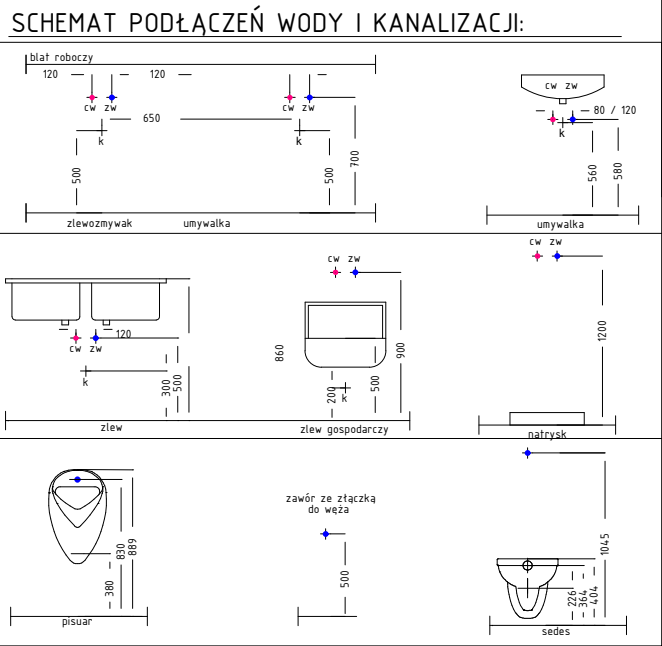 SCHEMAT PODŁĄCZEŃ WODY I KANALIZACJI:
blat roboczy
120
120
cw zw
cw zw
650
k
k
500
500
700
zlewozmywak
umywalka
cw zw
80 / 120
k
560
580
umywalka
120
cw zw
k
300
500
zlew
cw zw
860
900
500
200
k
zlew gospodarczy
cw zw
1200
natrysk
830
889
380
pisuar
zawór ze złączką
do węża
500
1045
226
364
404
sedes